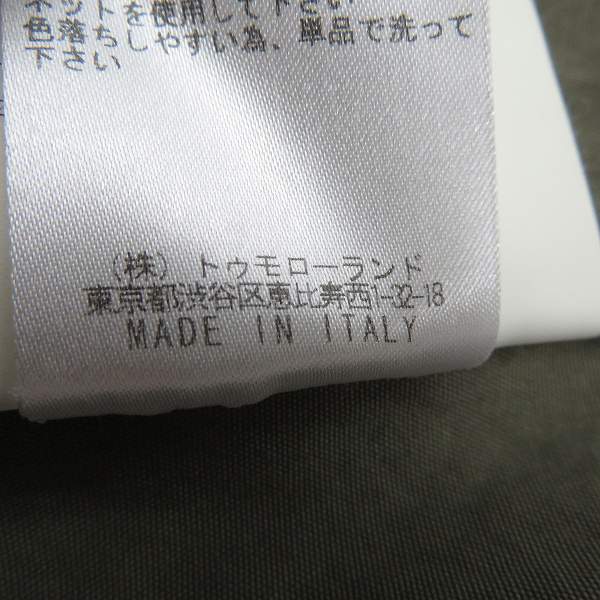 ネットを使用して下さい
色落ちしやすい為、単品で洗って
下さい
(株) トゥモローランド
東京都渋谷区恵比寿西1-32-18
MADE IN ITALY